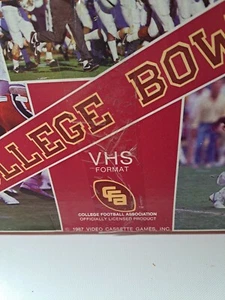 LLEGE BOW
VHS
FORMAT
CFA
COLLEGE FOOTBALL ASSOCIATION
OFFICIALLY LICENSED PRODUCT
© 1987 VIDEO CASSETTE GAMES, INC.